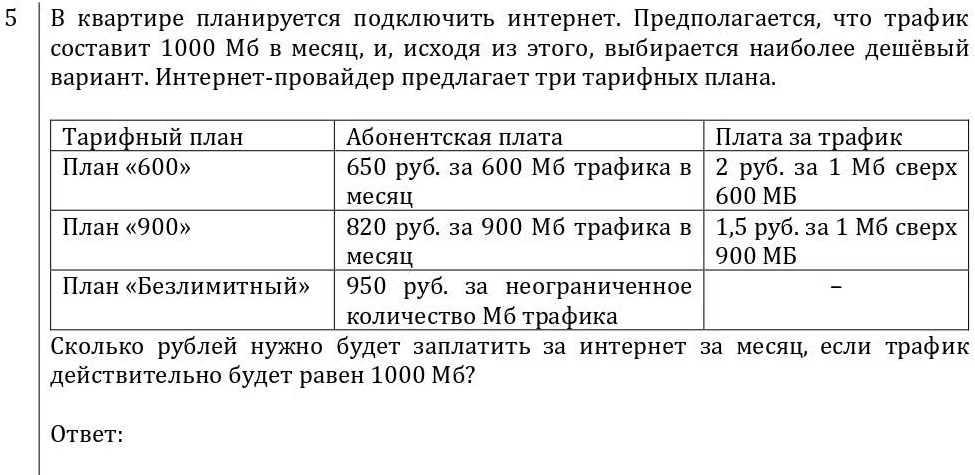 5
В квартире планируется подключить интернет. Предполагается, что трафик
составит 1000 Мб в месяц, и, исходя из этого, выбирается наиболее дешёвый
вариант. Интернет-провайдер предлагает три тарифных плана.
Тарифный план Абонентская плата Плата за трафик
План «600» 650 руб. за 600 Мб трафика в 2 руб. за 1 Мб сверх
месяц 600 МБ
План «900» 820 руб. за 900 Мб трафика в 1,5 руб. за 1 Мб сверх
месяц 900 МБ
План «Безлимитный» 950 руб. за неограниченное –
количество Мб трафика
Сколько рублей нужно будет заплатить за интернет за месяц, если трафик
действительно будет равен 1000 Мб?
Ответ: